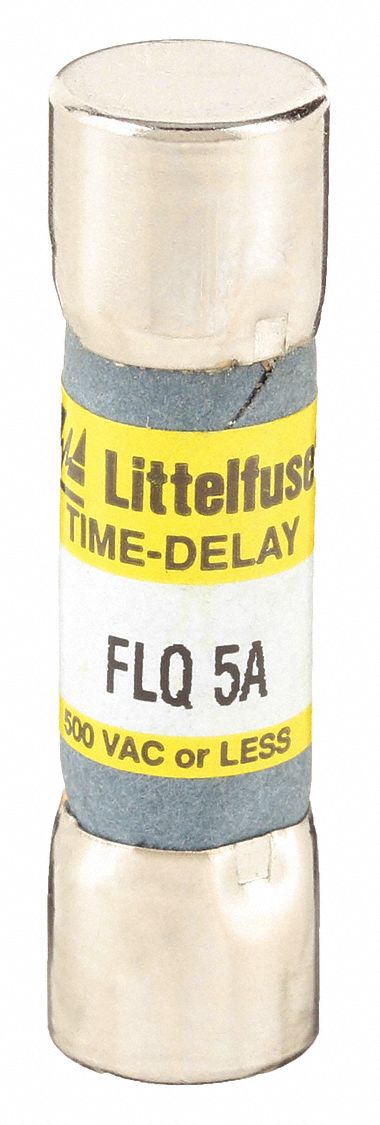 Littelfuse
TIME-DELAY
FLQ 5A
500 VAC or LESS